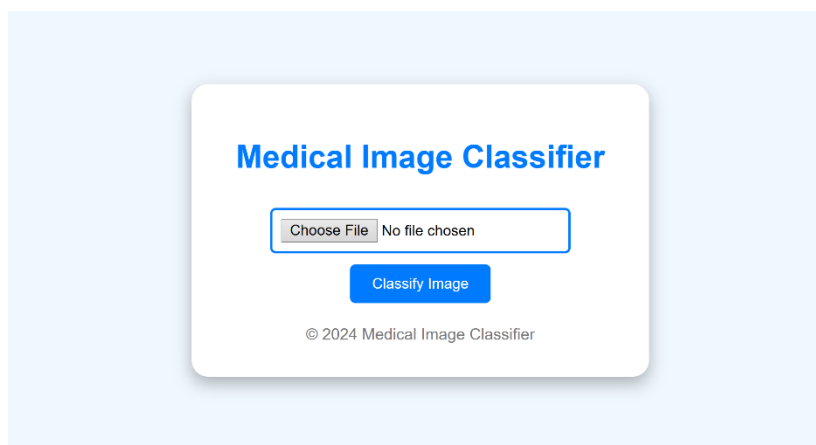 Medical Image Classifier
Choose File No file chosen
Classify Image
© 2024 Medical Image Classifier